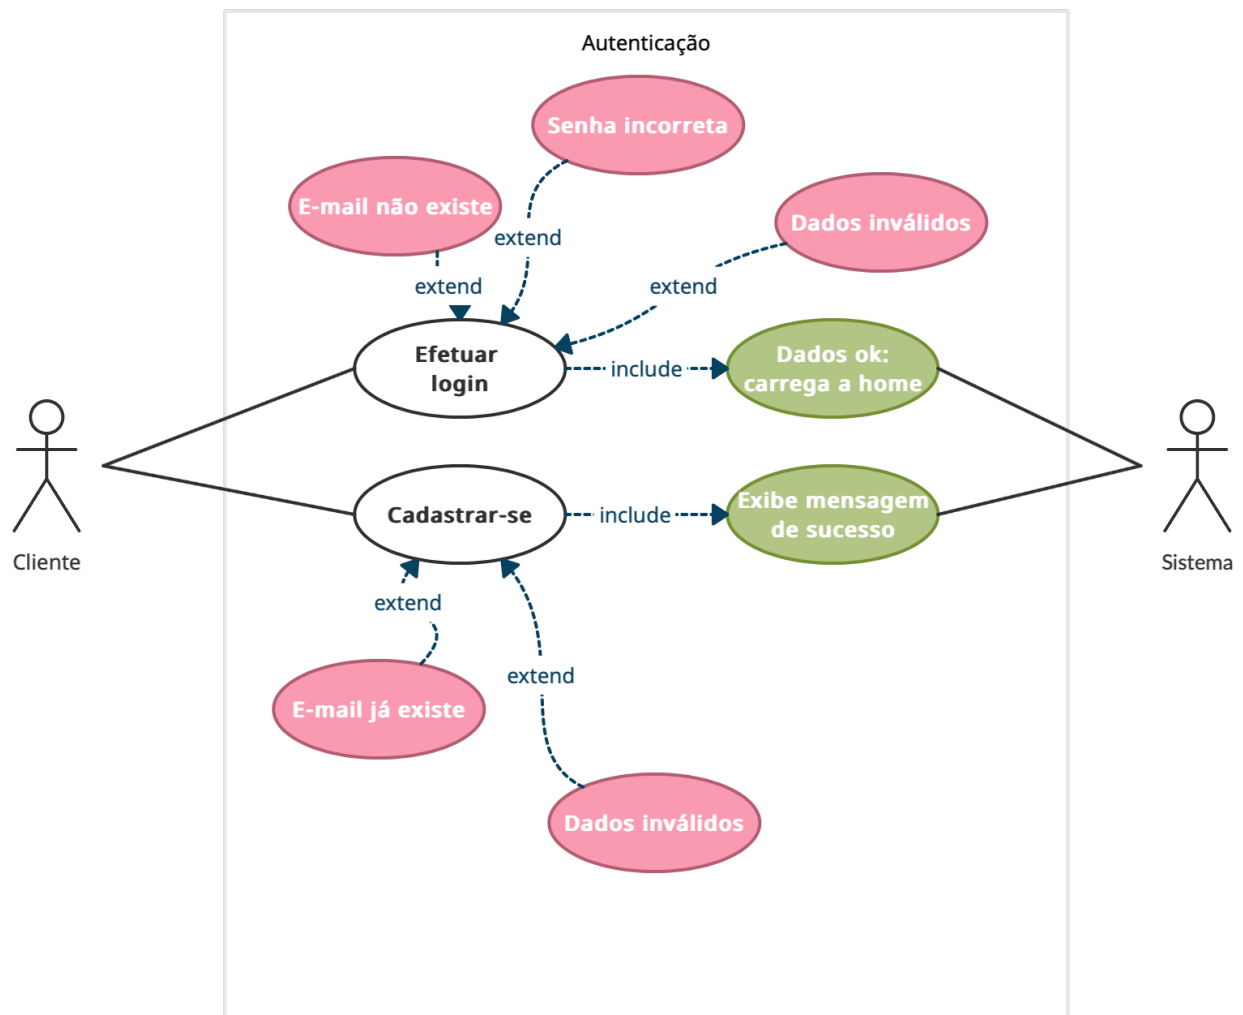 Autenticação
Senha incorreta
E-mail não existe
Dados inválidos
extend
extend
extend
Efetuar
login
include
Dados ok:
carrega a home
Cliente
Sistema
Cadastrar-se
include
Exibe mensagem
de sucesso
extend
extend
E-mail já existe
Dados inválidos